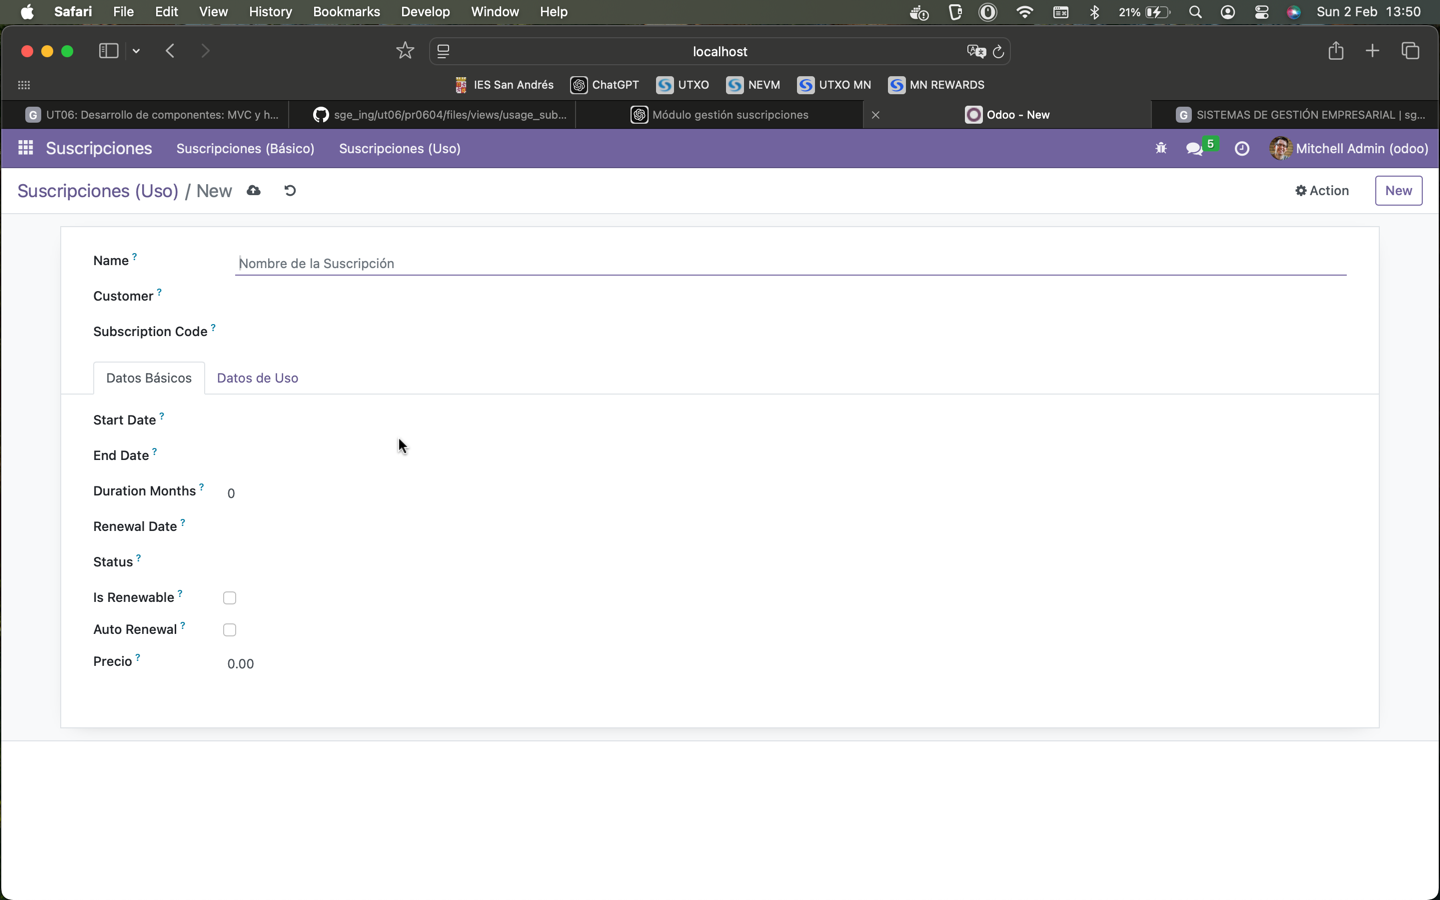 Safari File Edit View History Bookmarks Develop Window Help 21% Sun 2 Feb 13:50
localhost
IES San Andrés ChatGPT UTXO NEVM UTXO MN MN REWARDS
UT06: Desarrollo de componentes: MVC y h... sge_ing/ut06/pr0604/files/views/usage_sub... Módulo gestión suscripciones Odoo - New SISTEMAS DE GESTIÓN EMPRESARIAL | sg...
Suscripciones Suscripciones (Básico) Suscripciones (Uso) 5 Mitchell Admin (odoo)
Suscripciones (Uso) / New Action New
Name ? Nombre de la Suscripción
Customer ?
Subscription Code ?
Datos Básicos Datos de Uso
Start Date ?
End Date ?
Duration Months ? 0
Renewal Date ?
Status ?
Is Renewable ?
Auto Renewal ?
Precio ? 0.00